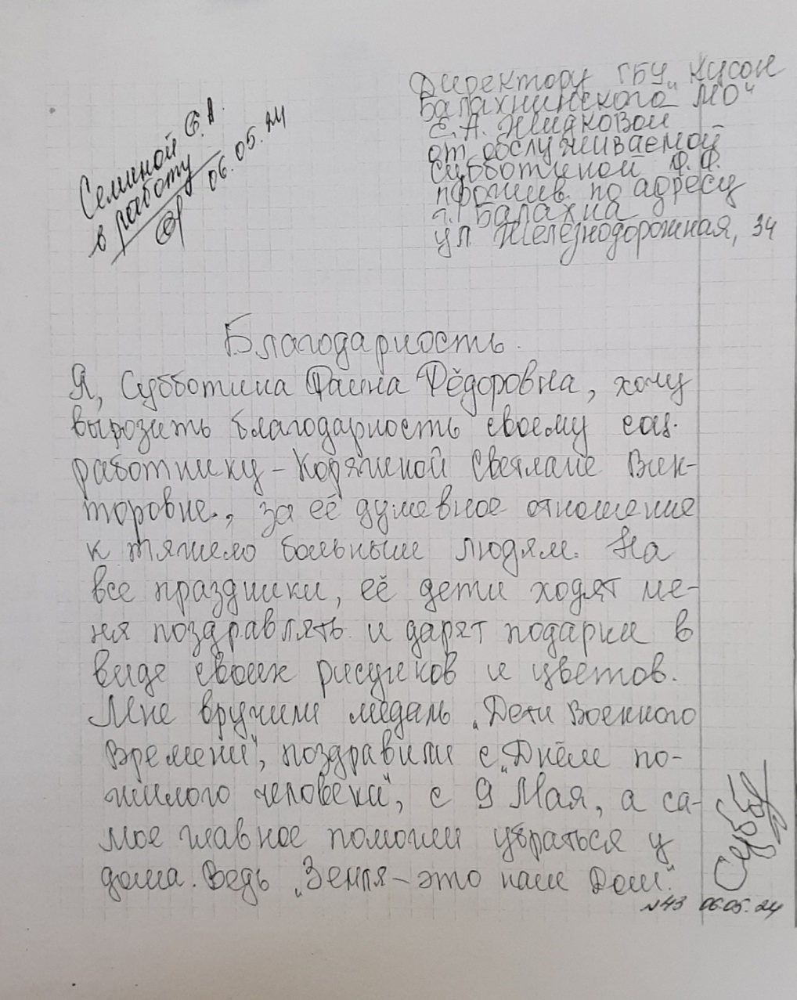 Директору ГБУ „КЦСОН
Балахнинского МО"
Е.А. Жидковой
от обслуживаемой
Субботиной Ф.Ф.
прожив. по адресу
г. Балахна
ул. Железнодорожная, 34
Семиной Е.А.
в работу
06.05.24
Благодарность.
Я, Субботина Фаина Фёдоровна, хочу
вырозить благодарность своему соц.
работнику – Корягиной Светлане Вик-
торовне., за её душевное отношение
к тяжело больным людям. На
все праздники, её дети ходят ме-
ня поздравлять и дарят подарки в
виде своих рисунков и цветов.
Мне вручили медаль „Дети Военного
Времени", поздравили с „Днём по-
жилого человека", с 9 Мая, а са-
мое главное помогли убраться у
дома. Ведь „Земля – это наш Дом".
№43 06.05.24